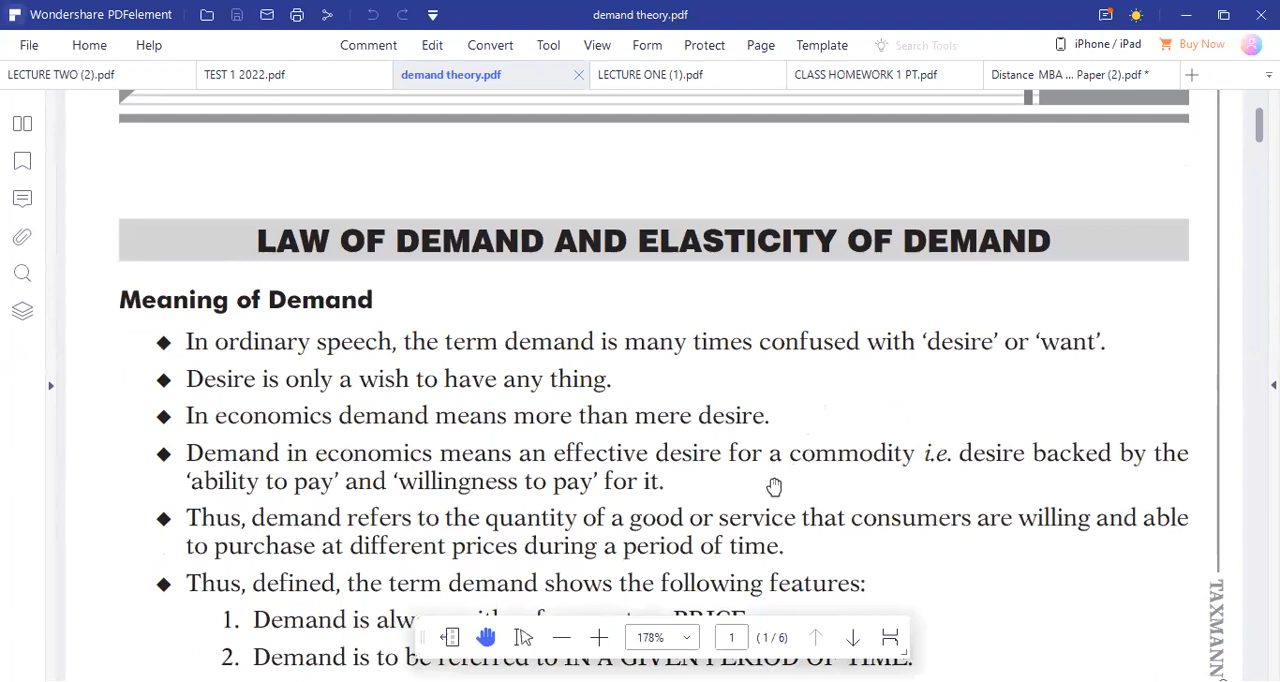 Wondershare PDFelement
demand theory.pdf
File Home Help Comment Edit Convert Tool View Form Protect Page Template Search Tools iPhone / iPad Buy Now
LECTURE TWO (2).pdf TEST 1 2022.pdf demand theory.pdf LECTURE ONE (1).pdf CLASS HOMEWORK 1 PT.pdf Distance MBA ... Paper (2).pdf *
LAW OF DEMAND AND ELASTICITY OF DEMAND
Meaning of Demand
◆ In ordinary speech, the term demand is many times confused with ‘desire’ or ‘want’.
◆ Desire is only a wish to have any thing.
◆ In economics demand means more than mere desire.
◆ Demand in economics means an effective desire for a commodity i.e. desire backed by the
‘ability to pay’ and ‘willingness to pay’ for it.
◆ Thus, demand refers to the quantity of a good or service that consumers are willing and able
to purchase at different prices during a period of time.
◆ Thus, defined, the term demand shows the following features:
1. Demand is PRICE
2. Demand is to be referred to IN A GIVEN PERIOD OF TIME.
178% 1 (1 / 6)
TAXMANN